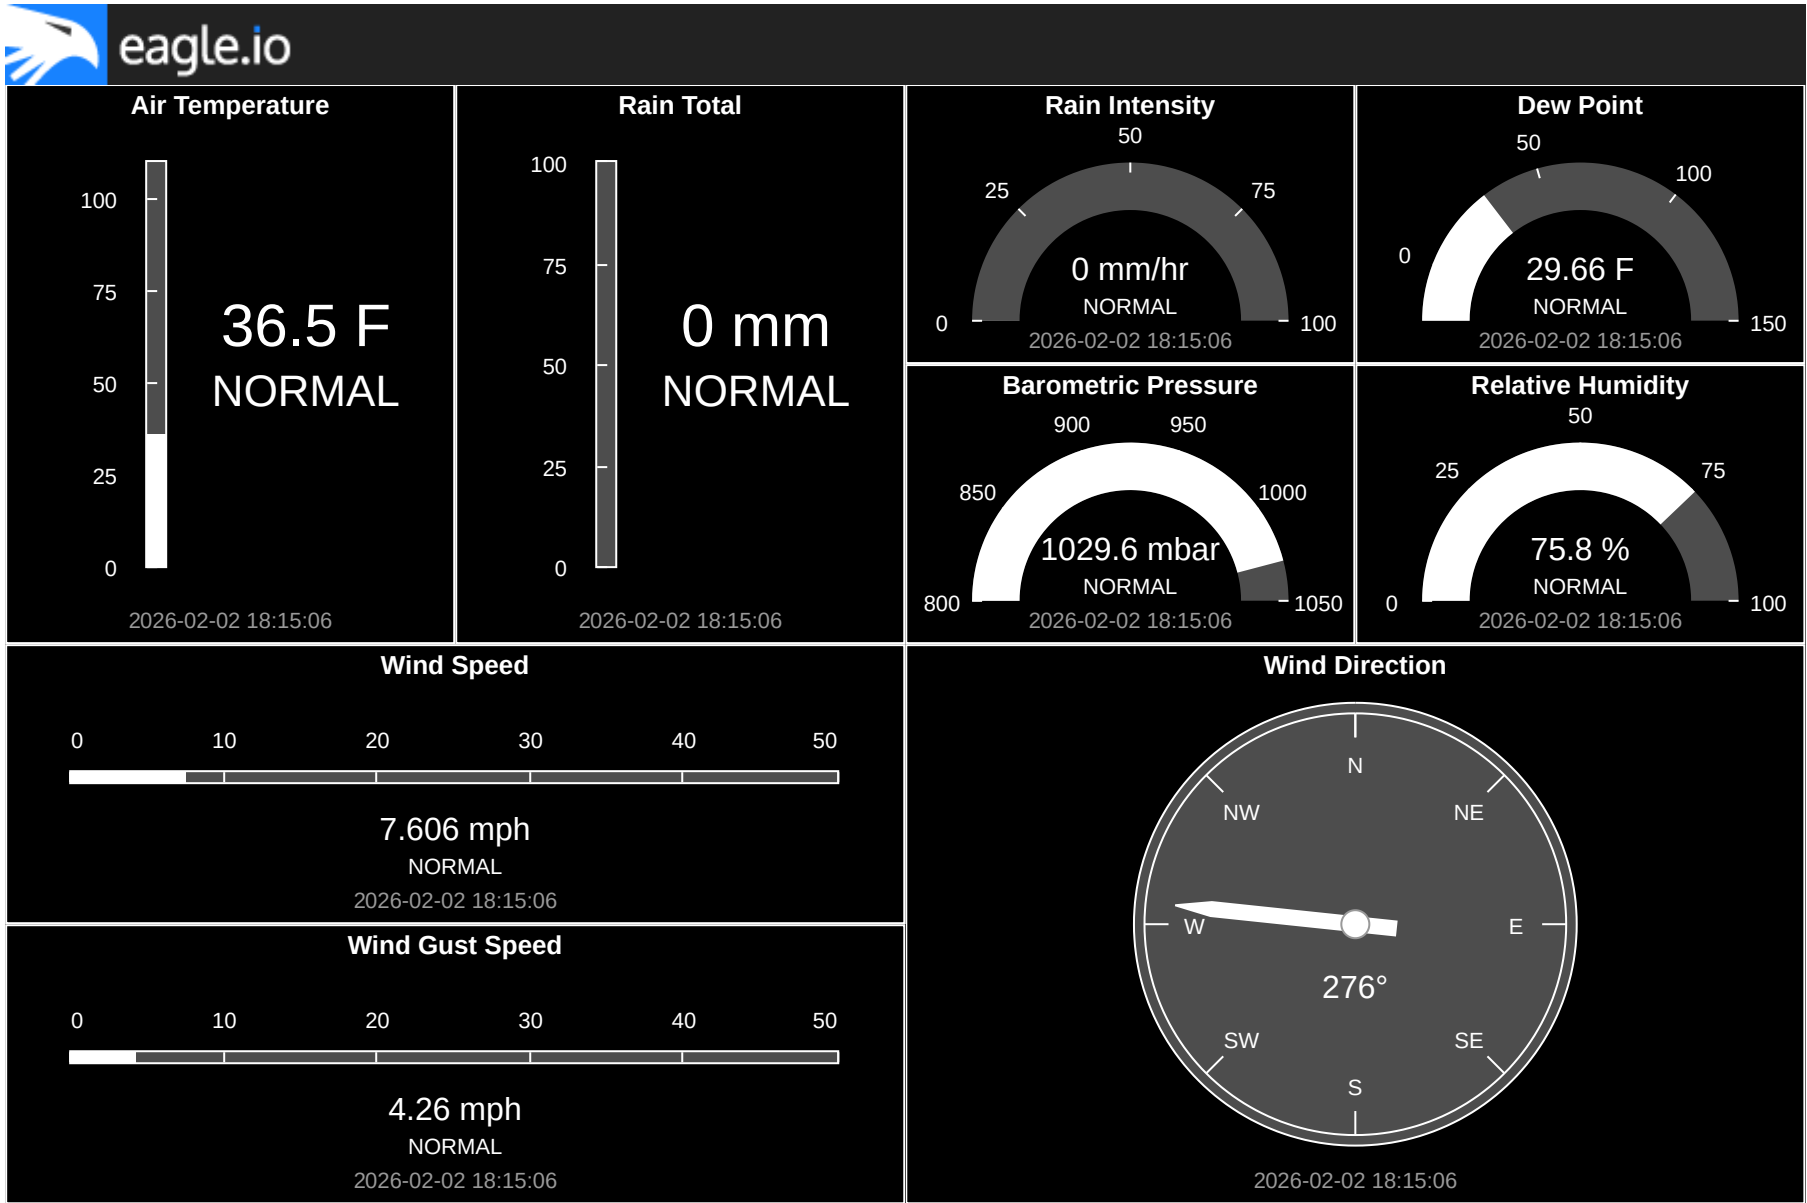 eagle.io
Air Temperature
100
75
50
25
0
36.5 F
NORMAL
2026-02-02 18:15:06
Rain Total
100
75
50
25
0
0 mm
NORMAL
2026-02-02 18:15:06
Rain Intensity
0
25
50
75
100
0 mm/hr
NORMAL
2026-02-02 18:15:06
Dew Point
0
50
100
150
29.66 F
NORMAL
2026-02-02 18:15:06
Barometric Pressure
800
850
900
950
1000
1050
1029.6 mbar
NORMAL
2026-02-02 18:15:06
Relative Humidity
0
25
50
75
100
75.8 %
NORMAL
2026-02-02 18:15:06
Wind Speed
0 10 20 30 40 50
7.606 mph
NORMAL
2026-02-02 18:15:06
Wind Gust Speed
0 10 20 30 40 50
4.26 mph
NORMAL
2026-02-02 18:15:06
Wind Direction
N
NW NE
W E
276°
SW SE
S
2026-02-02 18:15:06